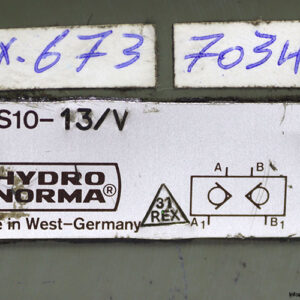 x.673 7034
S10-13/V
HYDRO
NORMA®
A B
31
REX
e in West-Germany
A1 B1